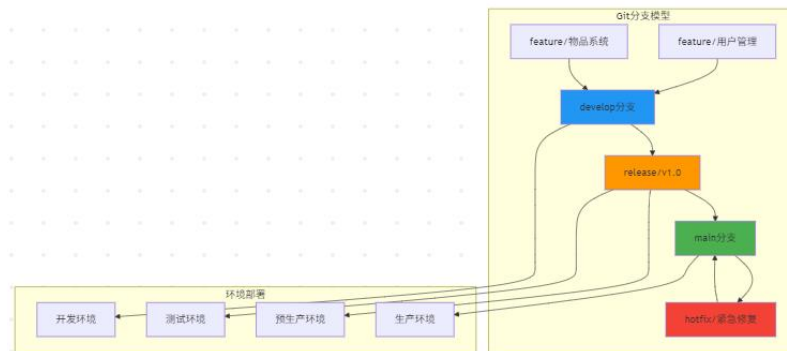 Git分支模型
feature/物品系统
feature/用户管理
develop分支
release/v1.0
main分支
hotfix/紧急修复
环境部署
开发环境
测试环境
预生产环境
生产环境